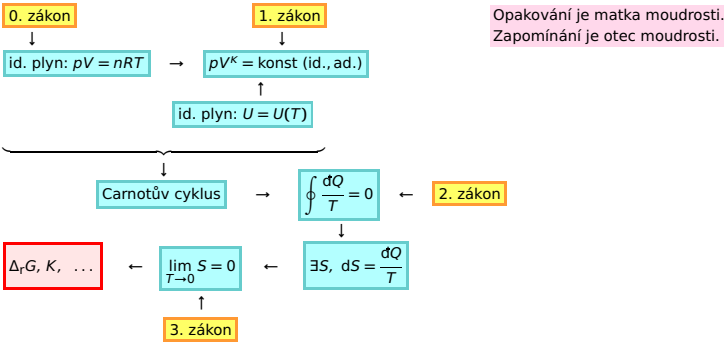 0. zákon
1. zákon
Opakování je matka moudrosti.
Zapomínání je otec moudrosti.
↓ ↓
id. plyn: pV = nRT → pV^κ = konst (id., ad.)
↑
id. plyn: U = U(T)
↓
Carnotův cyklus → ∮ đQ/T = 0 ← 2. zákon
↓
Δ_rG, K, ... ← lim_{T→0} S = 0 ← ∃S, dS = đQ/T
↑
3. zákon